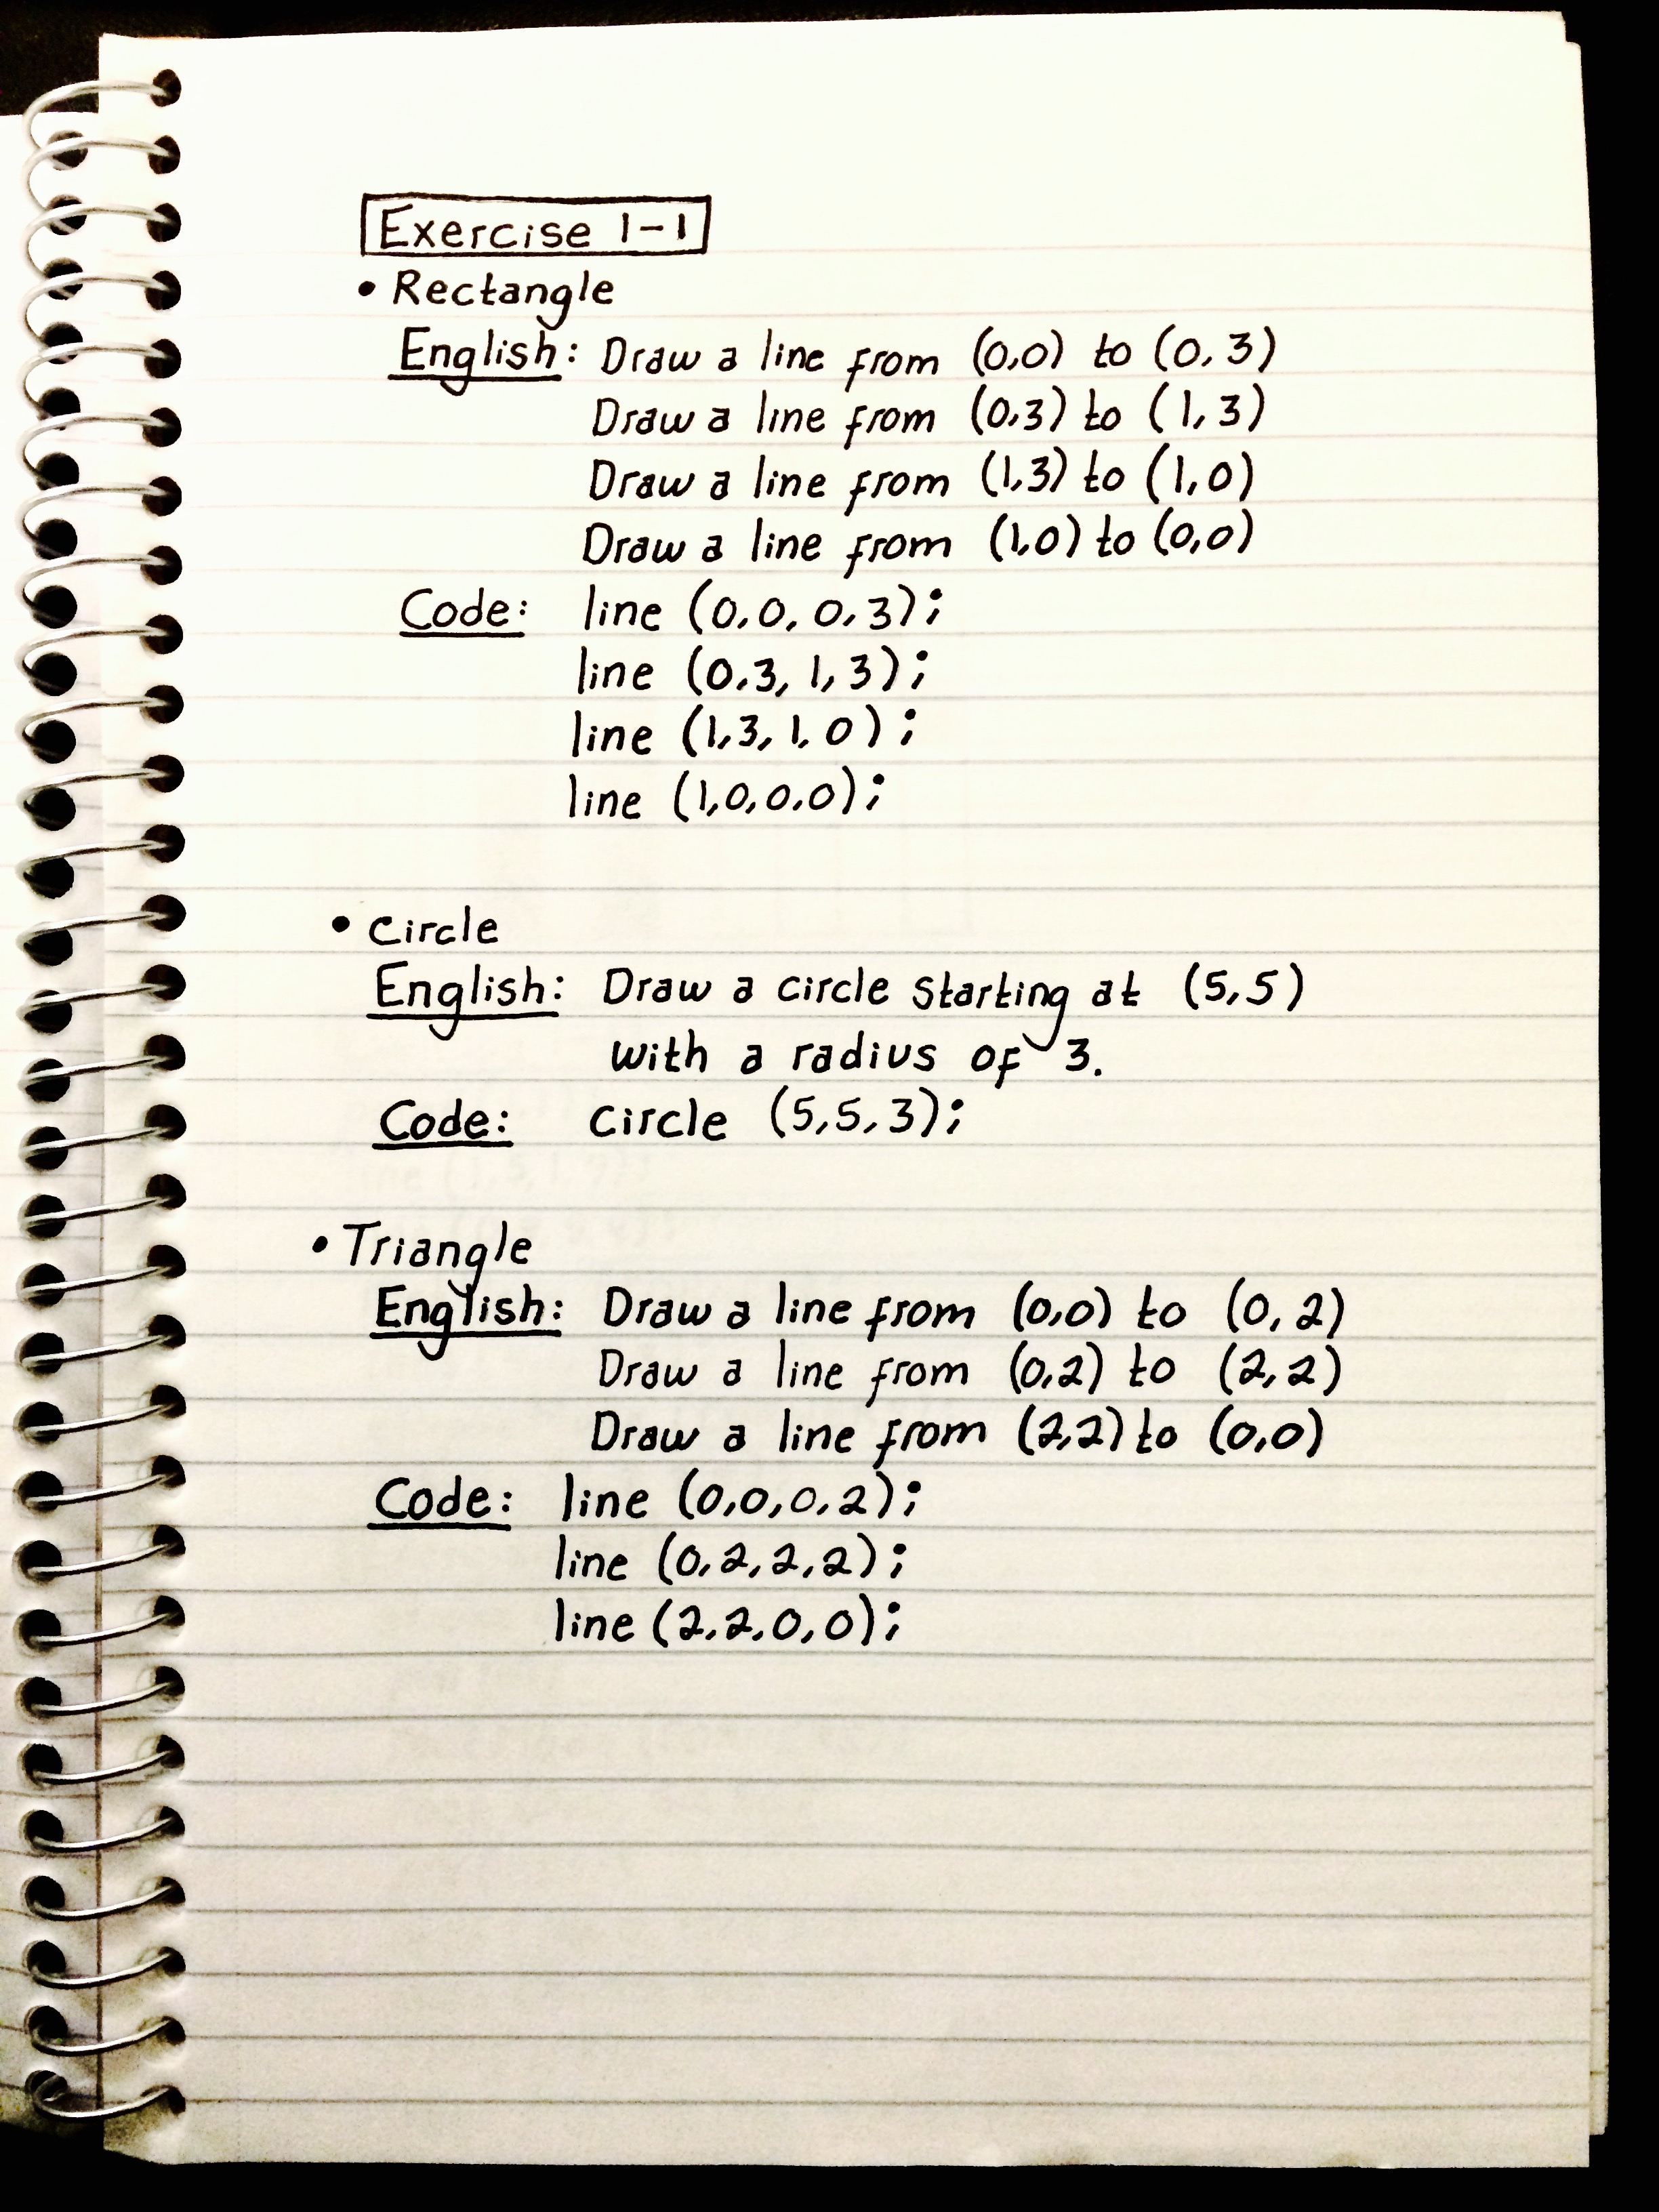 Exercise 1-1
• Rectangle
English: Draw a line from (0,0) to (0,3)
Draw a line from (0,3) to (1,3)
Draw a line from (1,3) to (1,0)
Draw a line from (1,0) to (0,0)
Code: line (0,0,0,3);
line (0,3,1,3);
line (1,3,1,0);
line (1,0,0,0);
• Circle
English: Draw a circle starting at (5,5)
with a radius of 3.
Code: circle (5,5,3);
• Triangle
English: Draw a line from (0,0) to (0,2)
Draw a line from (0,2) to (2,2)
Draw a line from (2,2) to (0,0)
Code: line (0,0,0,2);
line (0,2,2,2);
line (2,2,0,0);